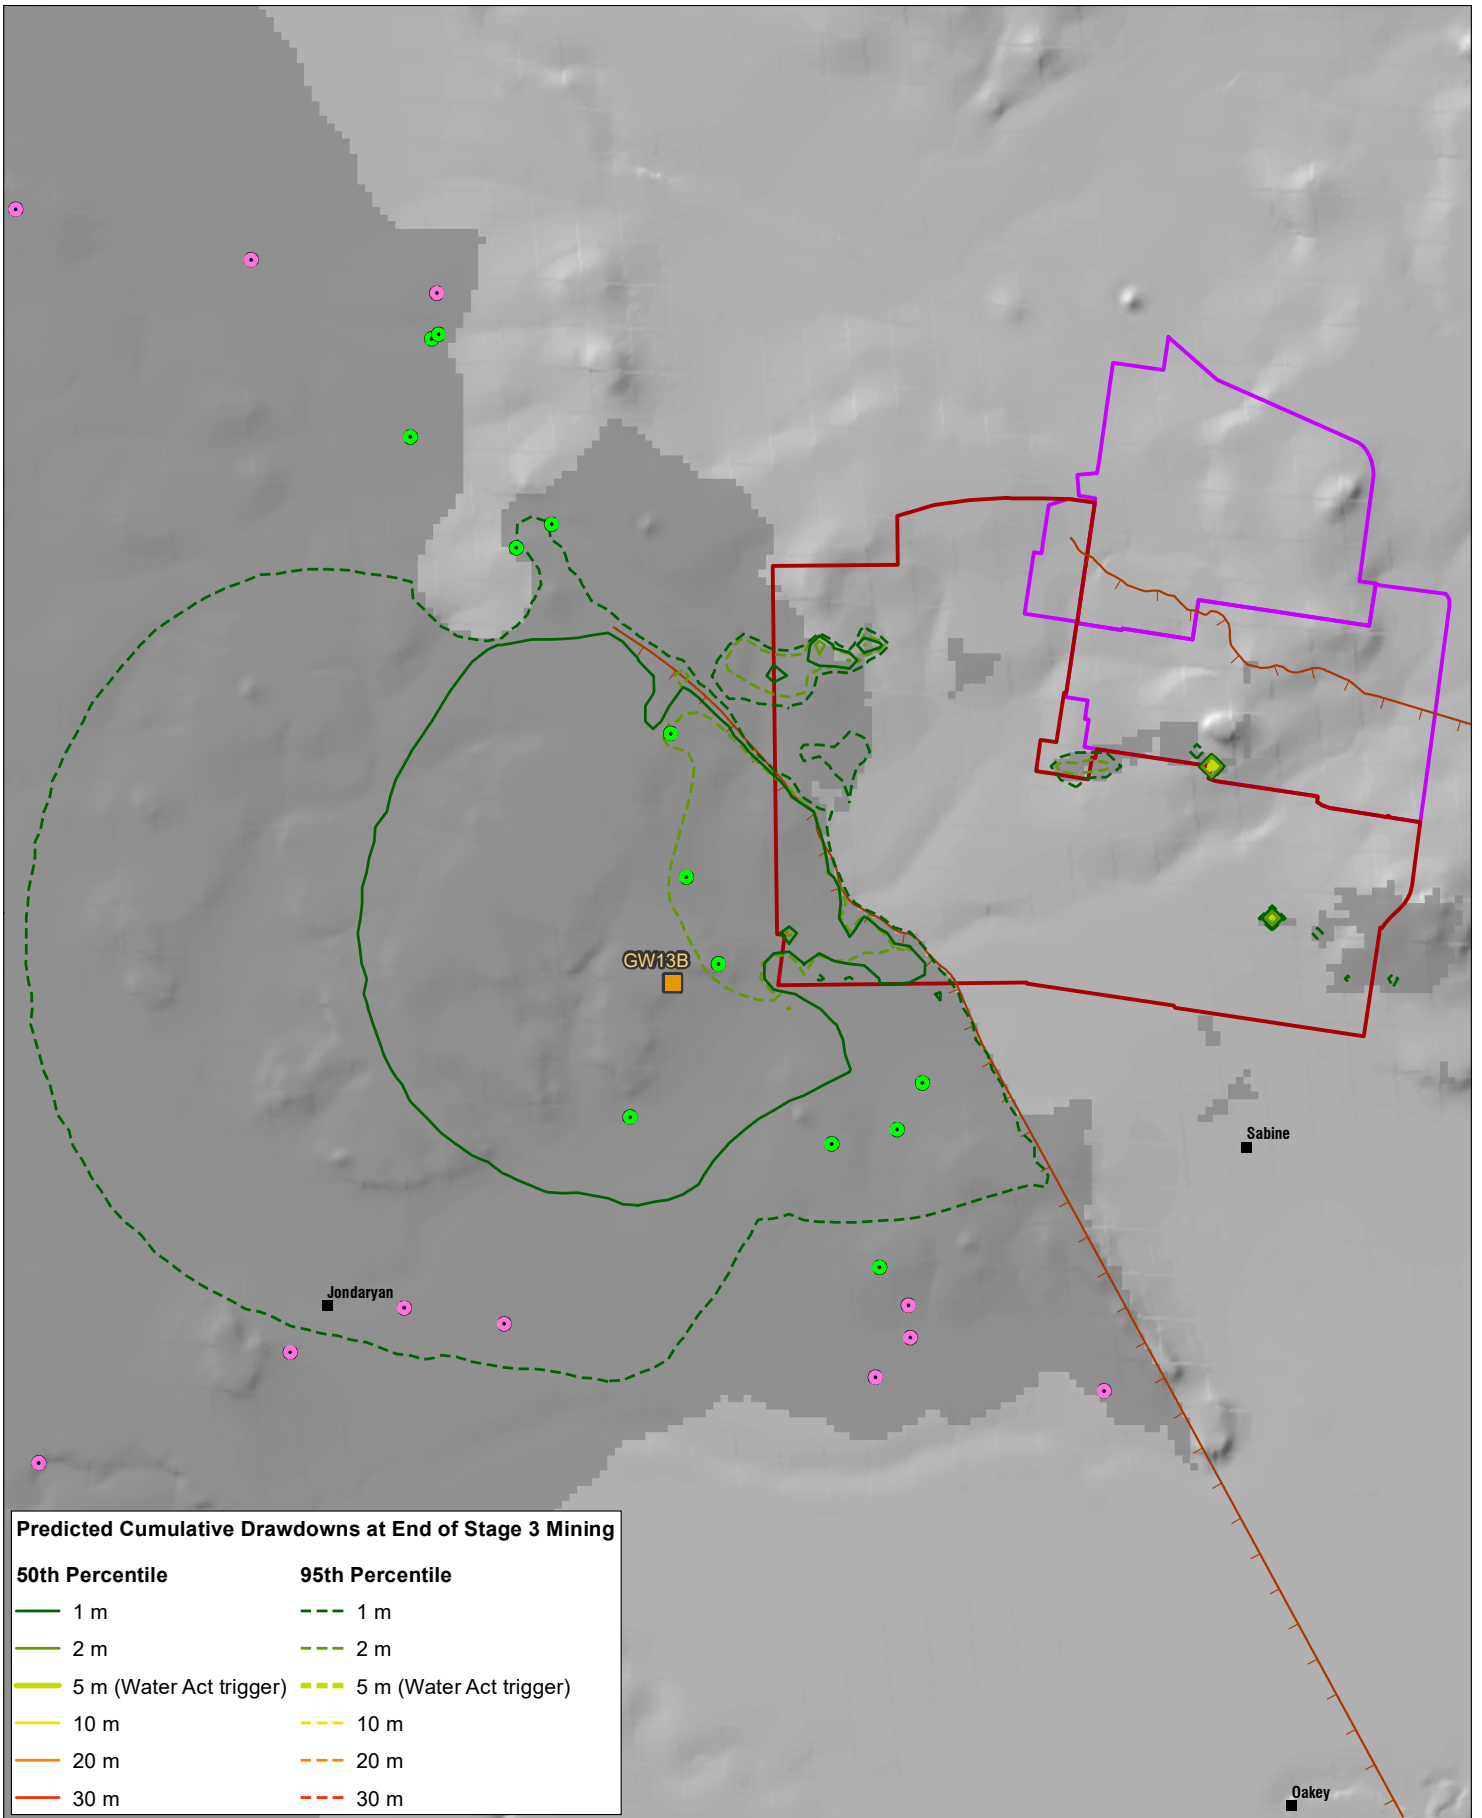 GW13B
Sabine
Jondaryan
Predicted Cumulative Drawdowns at End of Stage 3 Mining
50th Percentile
95th Percentile
1 m
1 m
2 m
2 m
5 m (Water Act trigger)
5 m (Water Act trigger)
10 m
10 m
20 m
20 m
30 m
30 m
Oakey